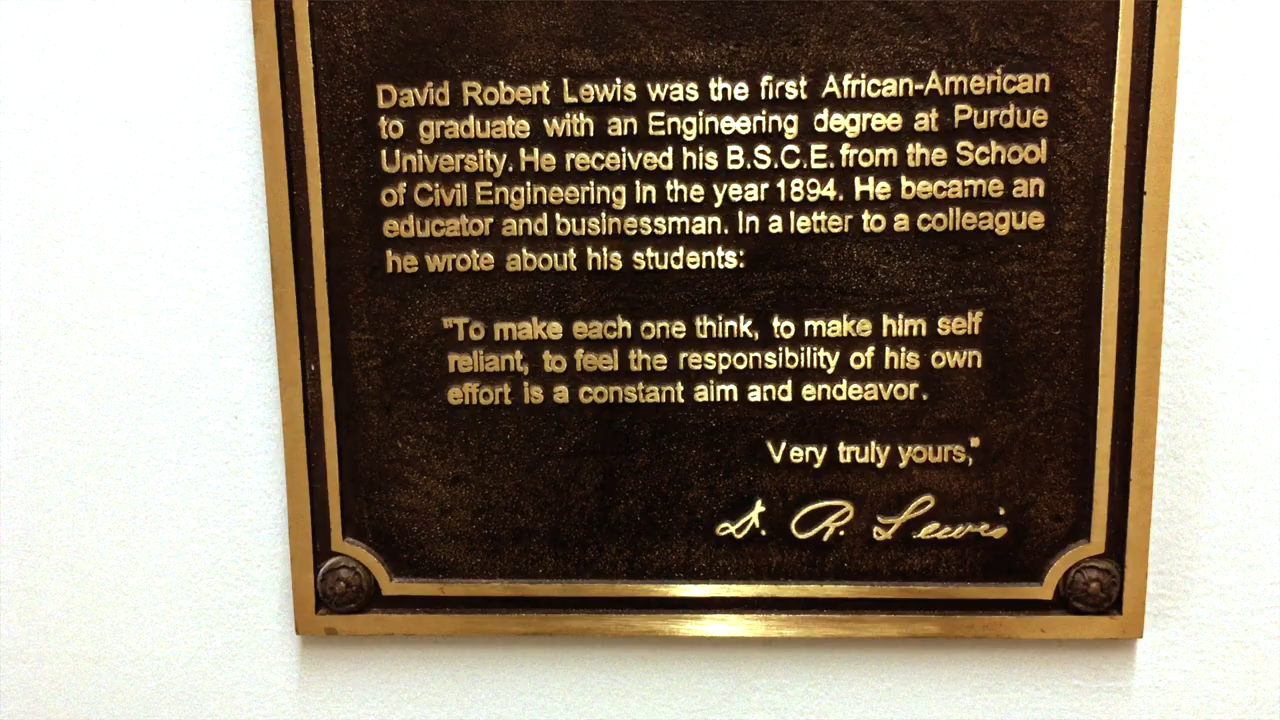 David Robert Lewis was the first African-American
to graduate with an Engineering degree at Purdue
University. He received his B.S.C.E. from the School
of Civil Engineering in the year 1894. He became an
educator and businessman. In a letter to a colleague
he wrote about his students:
"To make each one think, to make him self
reliant, to feel the responsibility of his own
effort is a constant aim and endeavor.
Very truly yours,"
D. R. Lewis